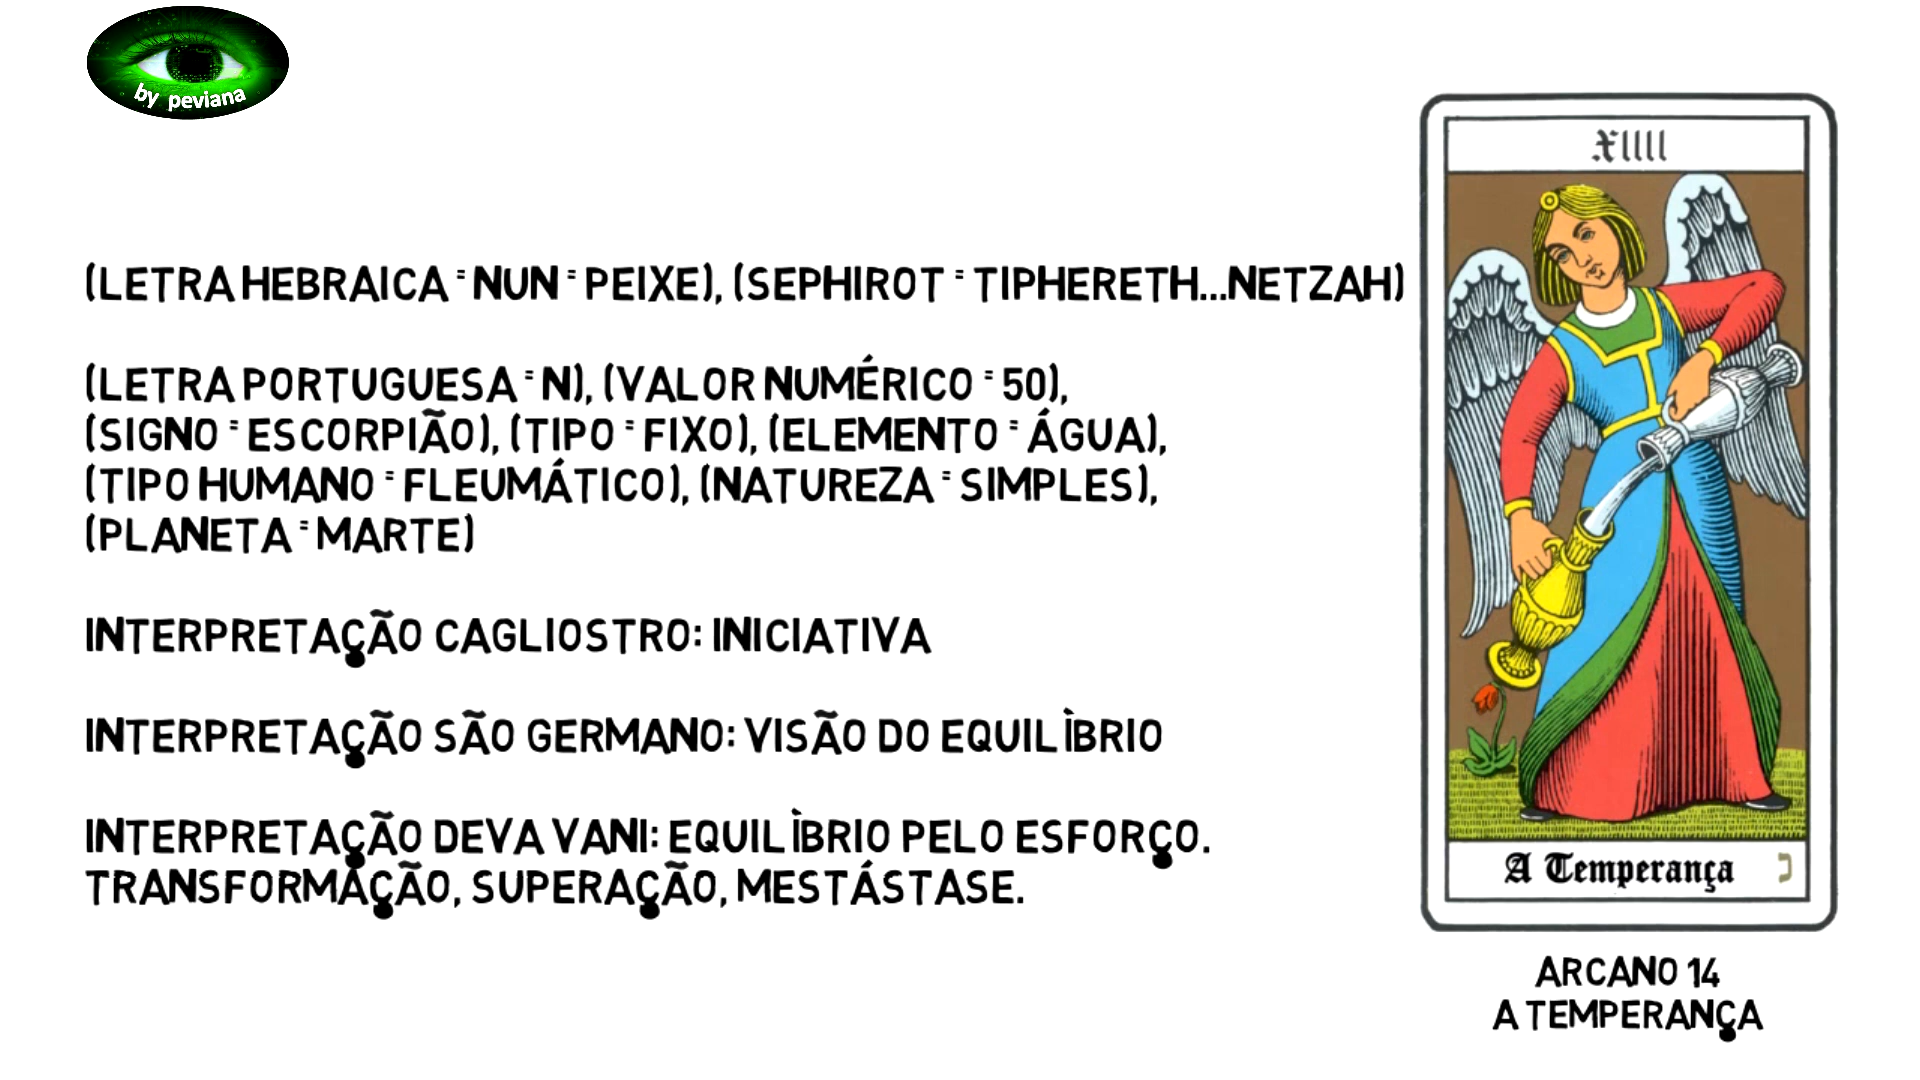 by peviana
(LETRA HEBRAICA = NUN = PEIXE), (SEPHIROT = TIPHERETH...NETZAH)
(LETRA PORTUGUESA = N), (VALOR NUMÉRICO = 50),
(SIGNO = ESCORPIÃO), (TIPO = FIXO), (ELEMENTO = ÁGUA),
(TIPO HUMANO = FLEUMÁTICO), (NATUREZA = SIMPLES),
(PLANETA = MARTE)
INTERPRETAÇÃO CAGLIOSTRO: INICIATIVA
INTERPRETAÇÃO SÃO GERMANO: VISÃO DO EQUILÌBRIO
INTERPRETAÇÃO DEVA VANI: EQUILÌBRIO PELO ESFORÇO.
TRANSFORMAÇÃO, SUPERAÇÃO, MESTÁSTASE.
XIIII
A Temperança נ
ARCANO 14
A TEMPERANÇA